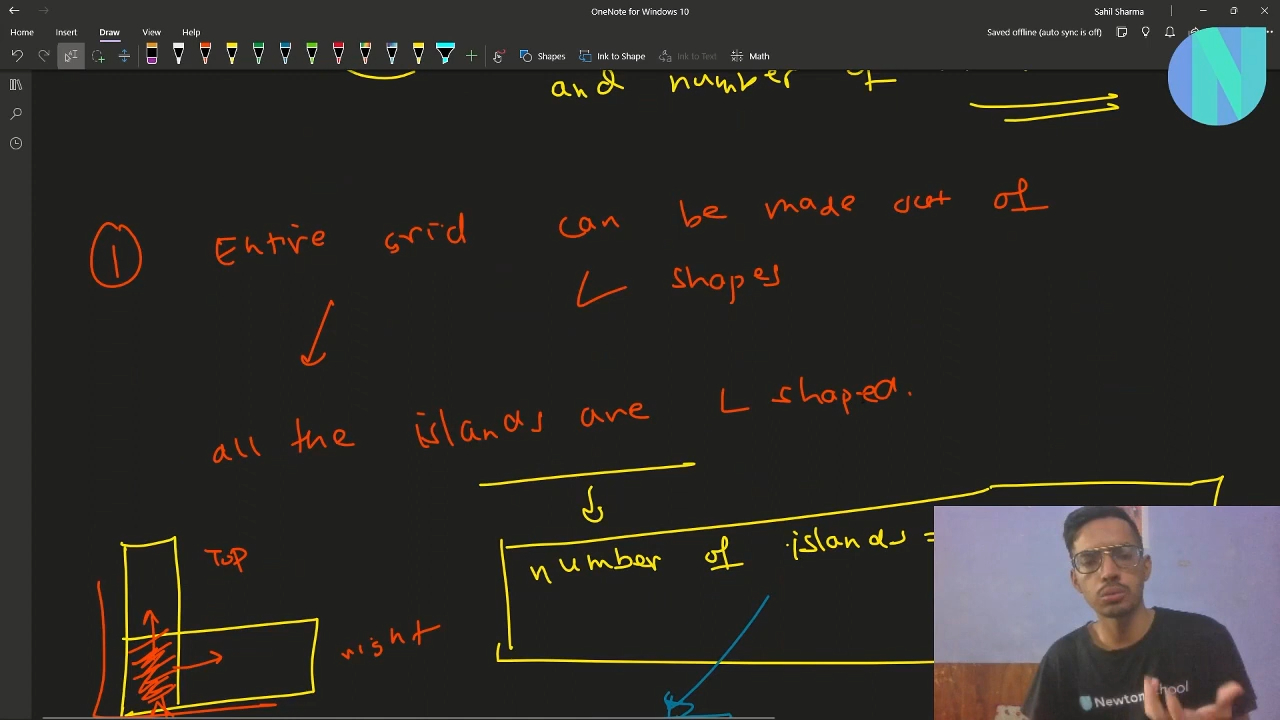 OneNote for Windows 10
Sahil Sharma
Home Insert Draw View Help
Saved offline (auto sync is off)
Shapes Ink to Shape Ink to Text Math
and number of
1 Entire grid can be made out of
L shapes
all the islands are L shaped.
number of islands =
TOP
right
Newton School